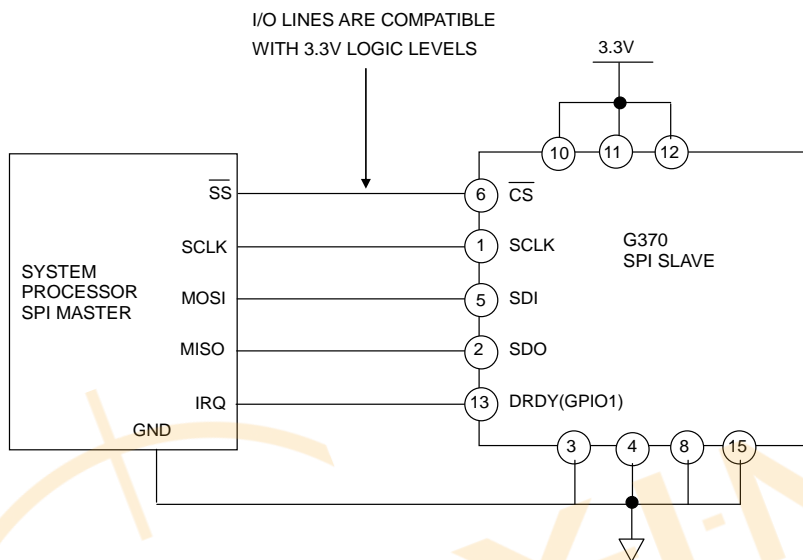 I/O LINES ARE COMPATIBLE
WITH 3.3V LOGIC LEVELS
3.3V
10
11
12
SS
6
CS
SCLK
1
SCLK
G370
SPI SLAVE
SYSTEM
PROCESSOR
SPI MASTER
MOSI
5
SDI
MISO
2
SDO
IRQ
13
DRDY(GPIO1)
GND
3
4
8
15